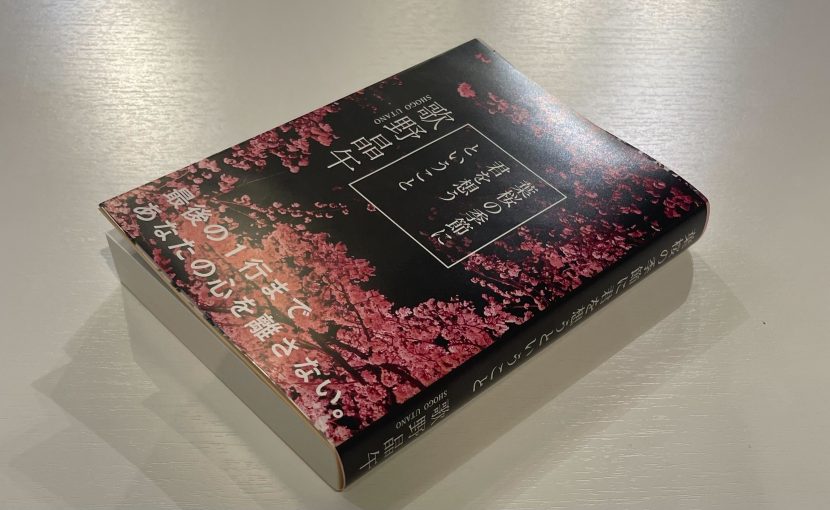 葉桜の季節に
君を想う
ということ
歌野晶午
SHOGO UTANO
最後の1行まで
あなたの心を離さない。
葉桜の季節に君を想うということ
歌野晶午
SHOGO UTANO